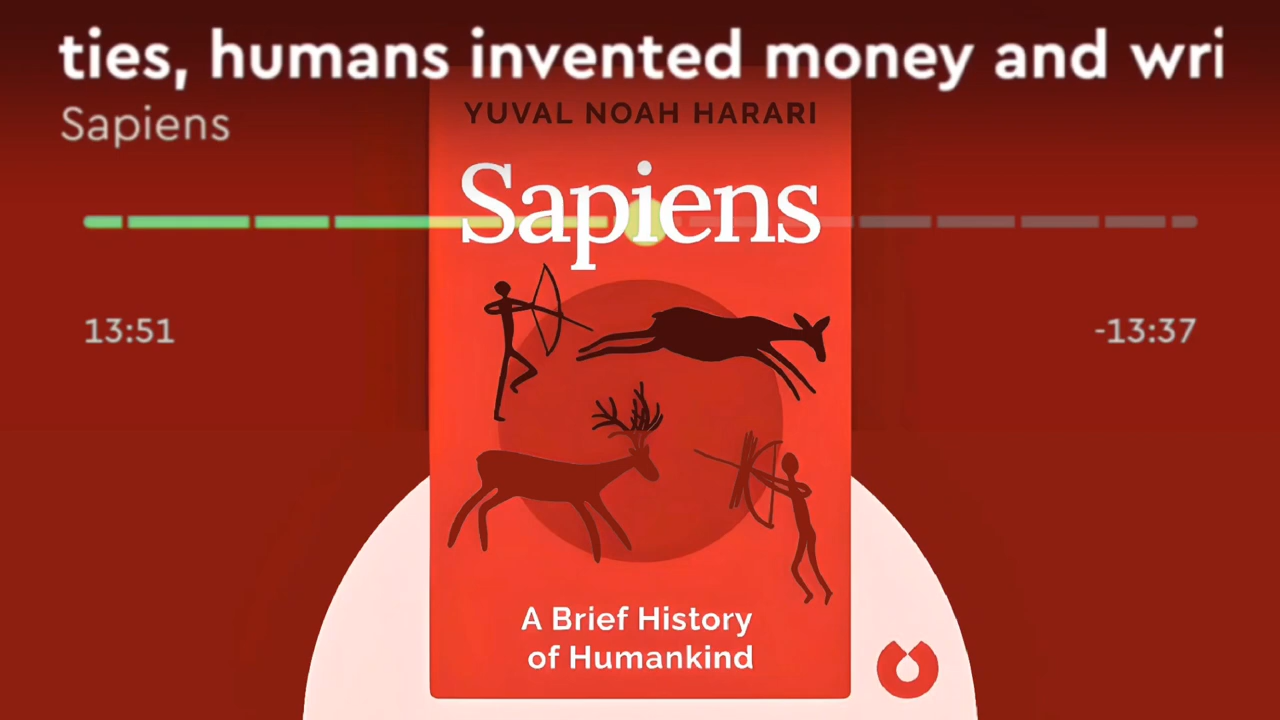 ties, humans invented money and wri
Sapiens
YUVAL NOAH HARARI
Sapiens
13:51
-13:37
A Brief History
of Humankind